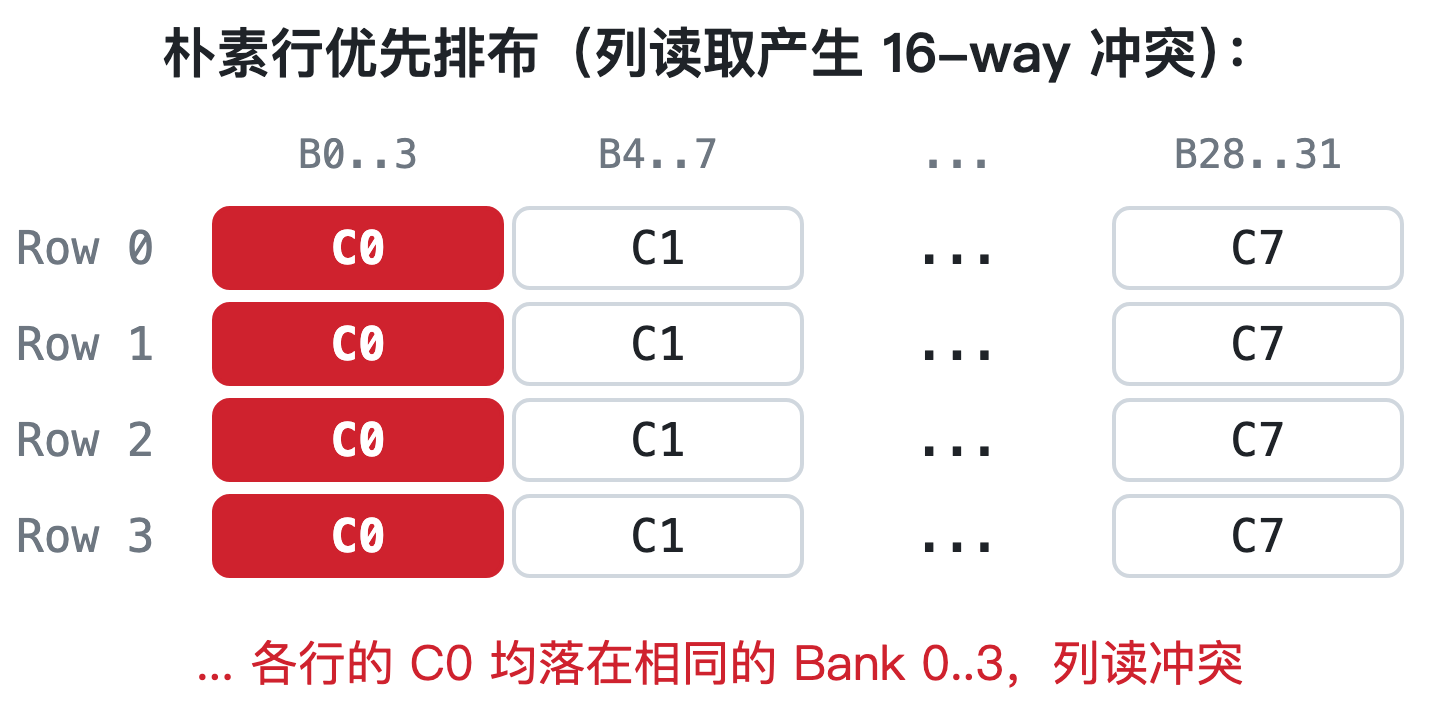 朴素行优先排布（列读取产生 16-way 冲突）：
B0..3 B4..7 ... B28..31
Row 0 C0 C1 ... C7
Row 1 C0 C1 ... C7
Row 2 C0 C1 ... C7
Row 3 C0 C1 ... C7
... 各行的 C0 均落在相同的 Bank 0..3，列读冲突